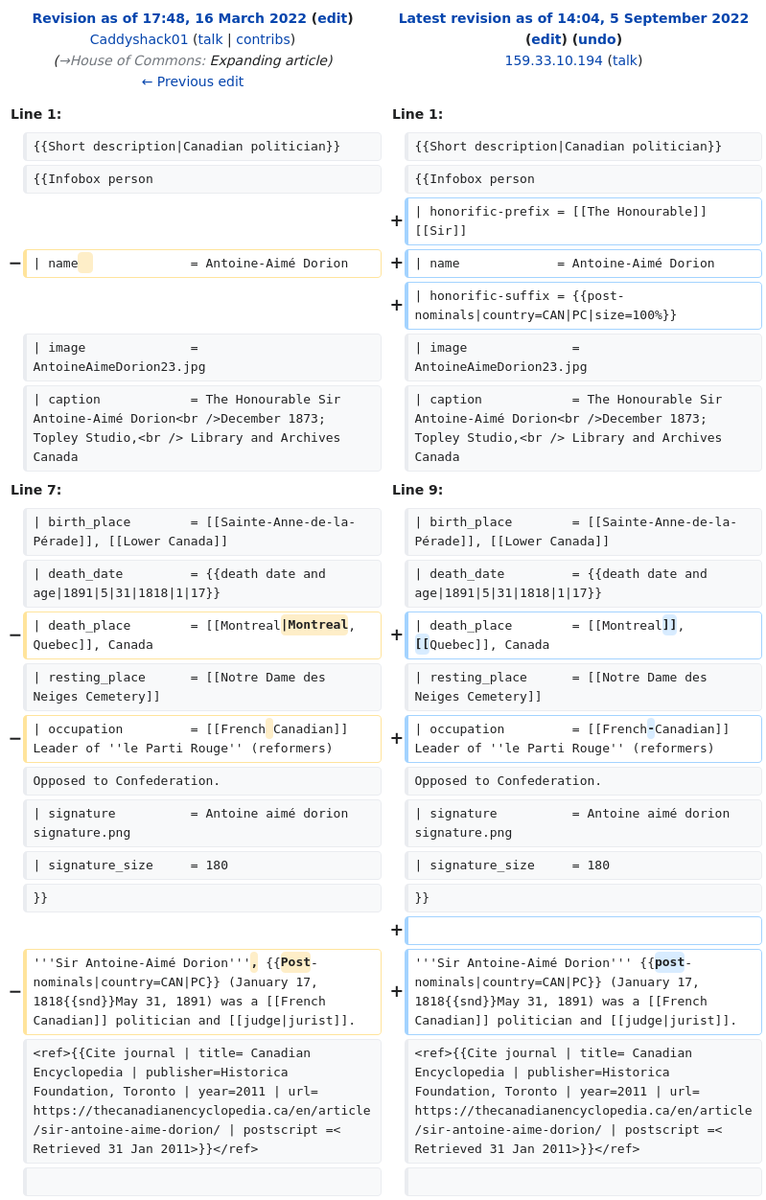 Revision as of 17:48, 16 March 2022 (edit)
Caddyshack01 (talk | contribs)
(→House of Commons: Expanding article)
← Previous edit
Latest revision as of 14:04, 5 September 2022
(edit) (undo)
159.33.10.194 (talk)
Line 1:
Line 1:
{{Short description|Canadian politician}}
{{Short description|Canadian politician}}
{{Infobox person
{{Infobox person
+ | honorific-prefix = [[The Honourable]]
[[Sir]]
− | name = Antoine-Aimé Dorion
+ | name = Antoine-Aimé Dorion
+ | honorific-suffix = {{post-
nominals|country=CAN|PC|size=100%}}
| image =
AntoineAimeDorion23.jpg
| image =
AntoineAimeDorion23.jpg
| caption = The Honourable Sir
Antoine-Aimé Dorion<br />December 1873;
Topley Studio,<br /> Library and Archives
Canada
| caption = The Honourable Sir
Antoine-Aimé Dorion<br />December 1873;
Topley Studio,<br /> Library and Archives
Canada
Line 7:
Line 9:
| birth_place = [[Sainte-Anne-de-la-
Pérade]], [[Lower Canada]]
| birth_place = [[Sainte-Anne-de-la-
Pérade]], [[Lower Canada]]
| death_date = {{death date and
age|1891|5|31|1818|1|17}}
| death_date = {{death date and
age|1891|5|31|1818|1|17}}
− | death_place = [[Montreal|Montreal,
Quebec]], Canada
+ | death_place = [[Montreal]],
[[Quebec]], Canada
| resting_place = [[Notre Dame des
Neiges Cemetery]]
| resting_place = [[Notre Dame des
Neiges Cemetery]]
− | occupation = [[French Canadian]]
Leader of ''le Parti Rouge'' (reformers)
+ | occupation = [[French-Canadian]]
Leader of ''le Parti Rouge'' (reformers)
Opposed to Confederation.
Opposed to Confederation.
| signature = Antoine aimé dorion
signature.png
| signature = Antoine aimé dorion
signature.png
| signature_size = 180
| signature_size = 180
}}
}}
+
− '''Sir Antoine-Aimé Dorion''', {{Post-
nominals|country=CAN|PC}} (January 17,
1818{{snd}}May 31, 1891) was a [[French
Canadian]] politician and [[judge|jurist]].
+ '''Sir Antoine-Aimé Dorion''' {{post-
nominals|country=CAN|PC}} (January 17,
1818{{snd}}May 31, 1891) was a [[French
Canadian]] politician and [[judge|jurist]].
<ref>{{Cite journal | title= Canadian
Encyclopedia | publisher=Historica
Foundation, Toronto | year=2011 | url=
https://thecanadianencyclopedia.ca/en/article
/sir-antoine-aime-dorion/ | postscript =<
Retrieved 31 Jan 2011>}}</ref>
<ref>{{Cite journal | title= Canadian
Encyclopedia | publisher=Historica
Foundation, Toronto | year=2011 | url=
https://thecanadianencyclopedia.ca/en/article
/sir-antoine-aime-dorion/ | postscript =<
Retrieved 31 Jan 2011>}}</ref>